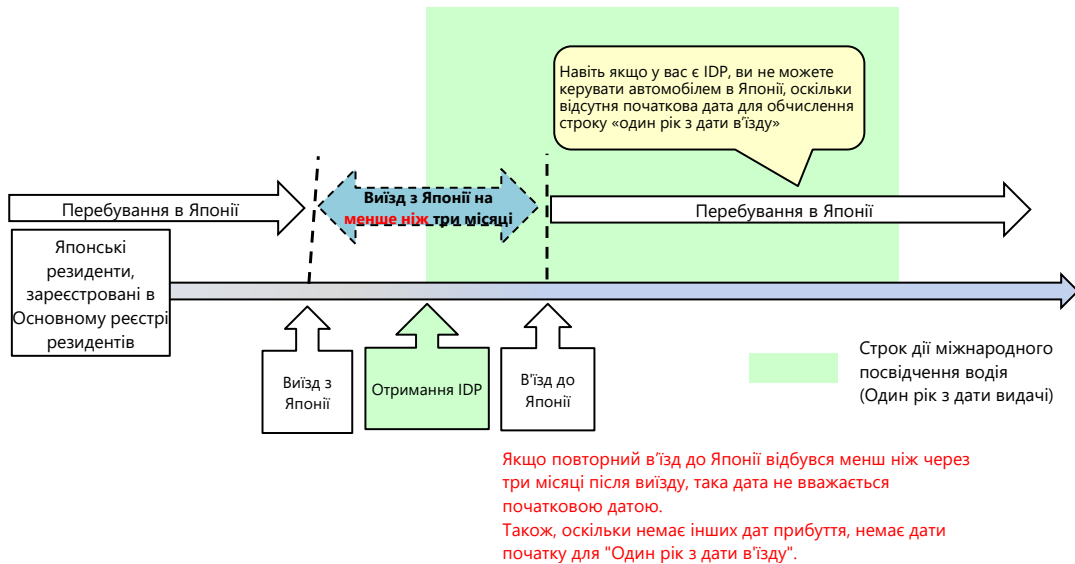 Навіть якщо у вас є IDP, ви не можете
керувати автомобілем в Японії, оскільки
відсутня початкова дата для обчислення
строку «один рік з дати в’їзду»
Перебування в Японії
Виїзд з Японії на
менше ніж три місяці
Перебування в Японії
Японські
резиденти,
зареєстровані в
Основному реєстрі
резидентів
Виїзд з
Японії
Отримання IDP
В'їзд до
Японії
Строк дії міжнародного
посвідчення водія
(Один рік з дати видачі)
Якщо повторний в’їзд до Японії відбувся менш ніж через
три місяці після виїзду, така дата не вважається
початковою датою.
Також, оскільки немає інших дат прибуття, немає дати
початку для "Один рік з дати в'їзду".